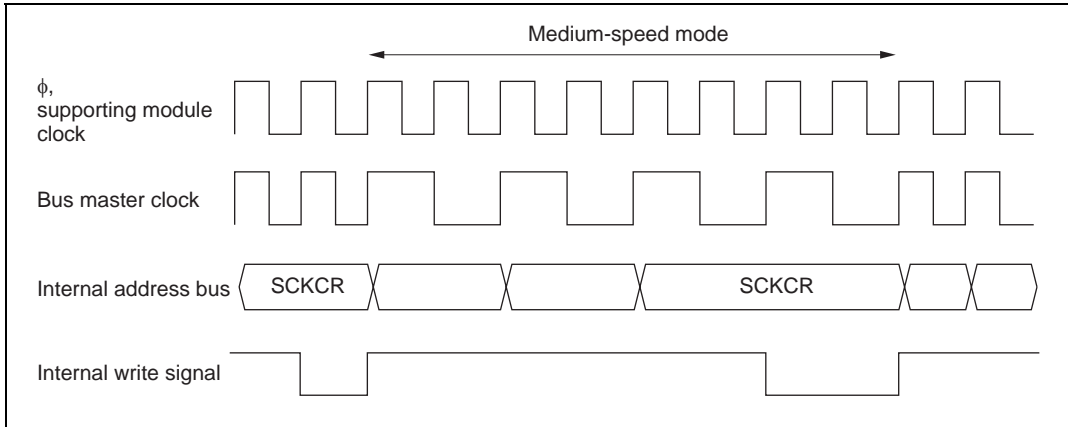 Medium-speed mode
ϕ,
supporting module
clock
Bus master clock
Internal address bus
SCKCR
SCKCR
Internal write signal